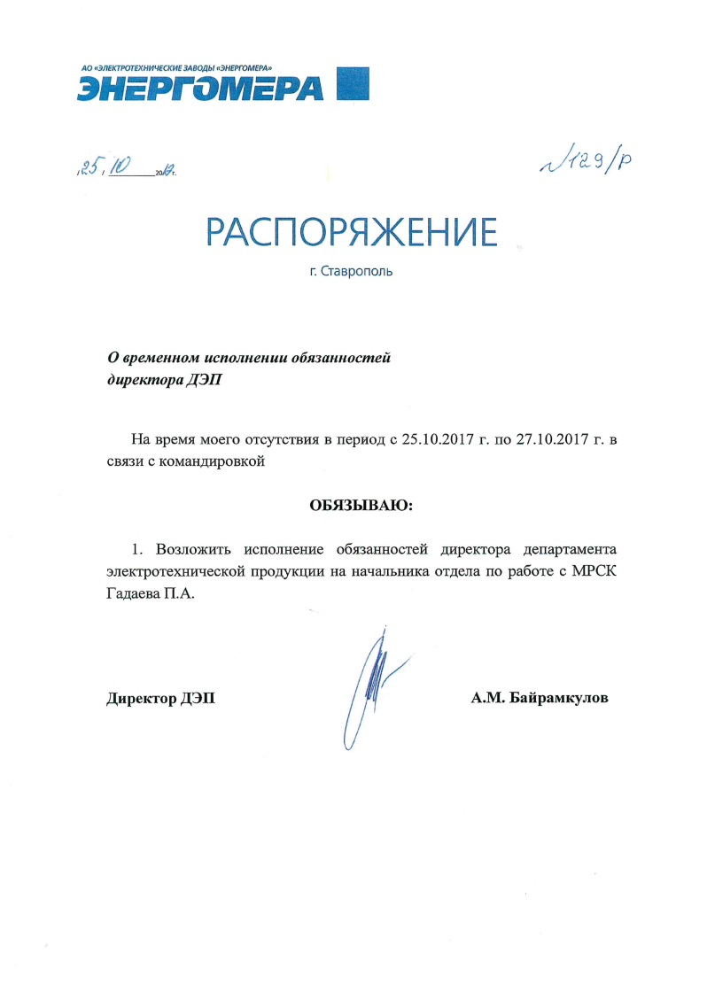 АО «ЭЛЕКТРОТЕХНИЧЕСКИЕ ЗАВОДЫ «ЭНЕРГОМЕРА»
ЭНЕРГОМЕРА
„25„ 10 2017г.
№129/р
РАСПОРЯЖЕНИЕ
г. Ставрополь
О временном исполнении обязанностей
директора ДЭП
На время моего отсутствия в период с 25.10.2017 г. по 27.10.2017 г. в
связи с командировкой
ОБЯЗЫВАЮ:
1. Возложить исполнение обязанностей директора департамента
электротехнической продукции на начальника отдела по работе с МРСК
Гадаева П.А.
Директор ДЭП А.М. Байрамкулов